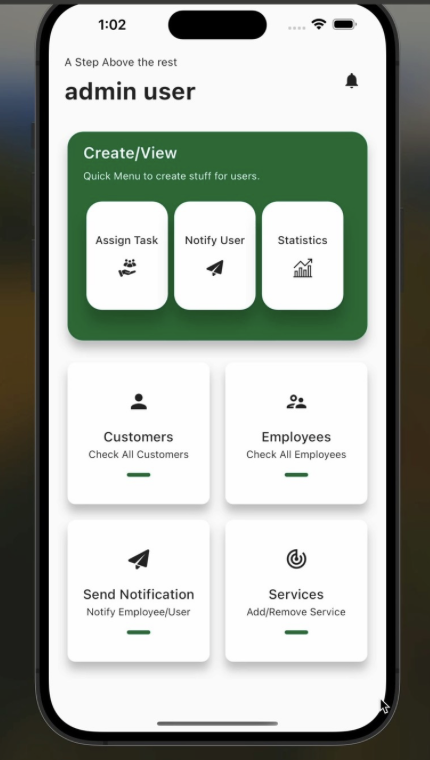 1:02
A Step Above the rest
admin user
Create/View
Quick Menu to create stuff for users.
Assign Task
Notify User
Statistics
Customers
Check All Customers
Employees
Check All Employees
Send Notification
Notify Employee/User
Services
Add/Remove Service